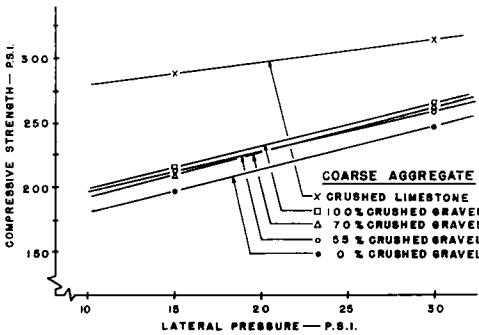 COMPRESSIVE STRENGTH — P.S.I.
300
250
200
150
10 15 20 30
LATERAL PRESSURE — P.S.I.
COARSE AGGREGATE
X CRUSHED LIMESTONE
□ 100% CRUSHED GRAVEL
△ 70% CRUSHED GRAVEL
○ 55% CRUSHED GRAVEL
● 0% CRUSHED GRAVEL